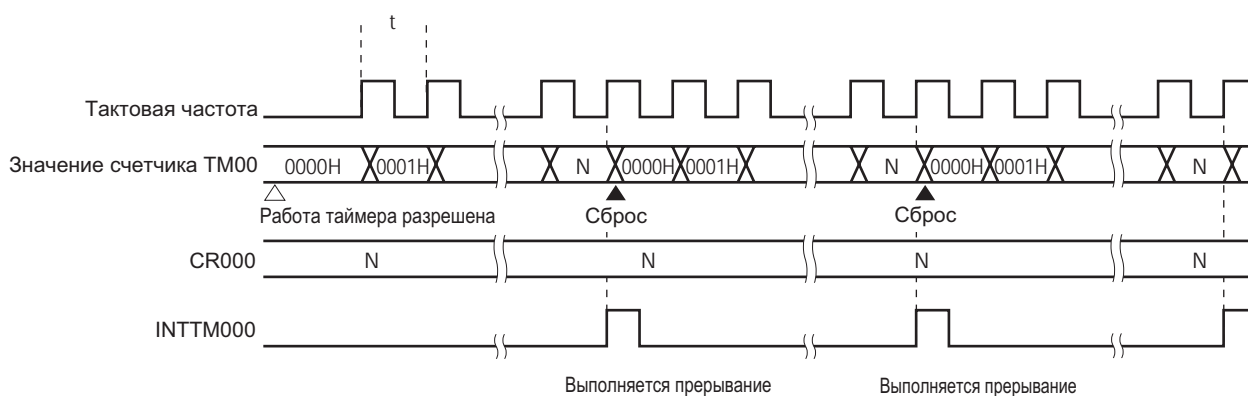 t
Тактовая частота
Значение счетчика TM00 0000H 0001H N 0000H 0001H N 0000H 0001H N
Работа таймера разрешена Сброс Сброс
CR000 N N N N
INTTM000
Выполняется прерывание Выполняется прерывание